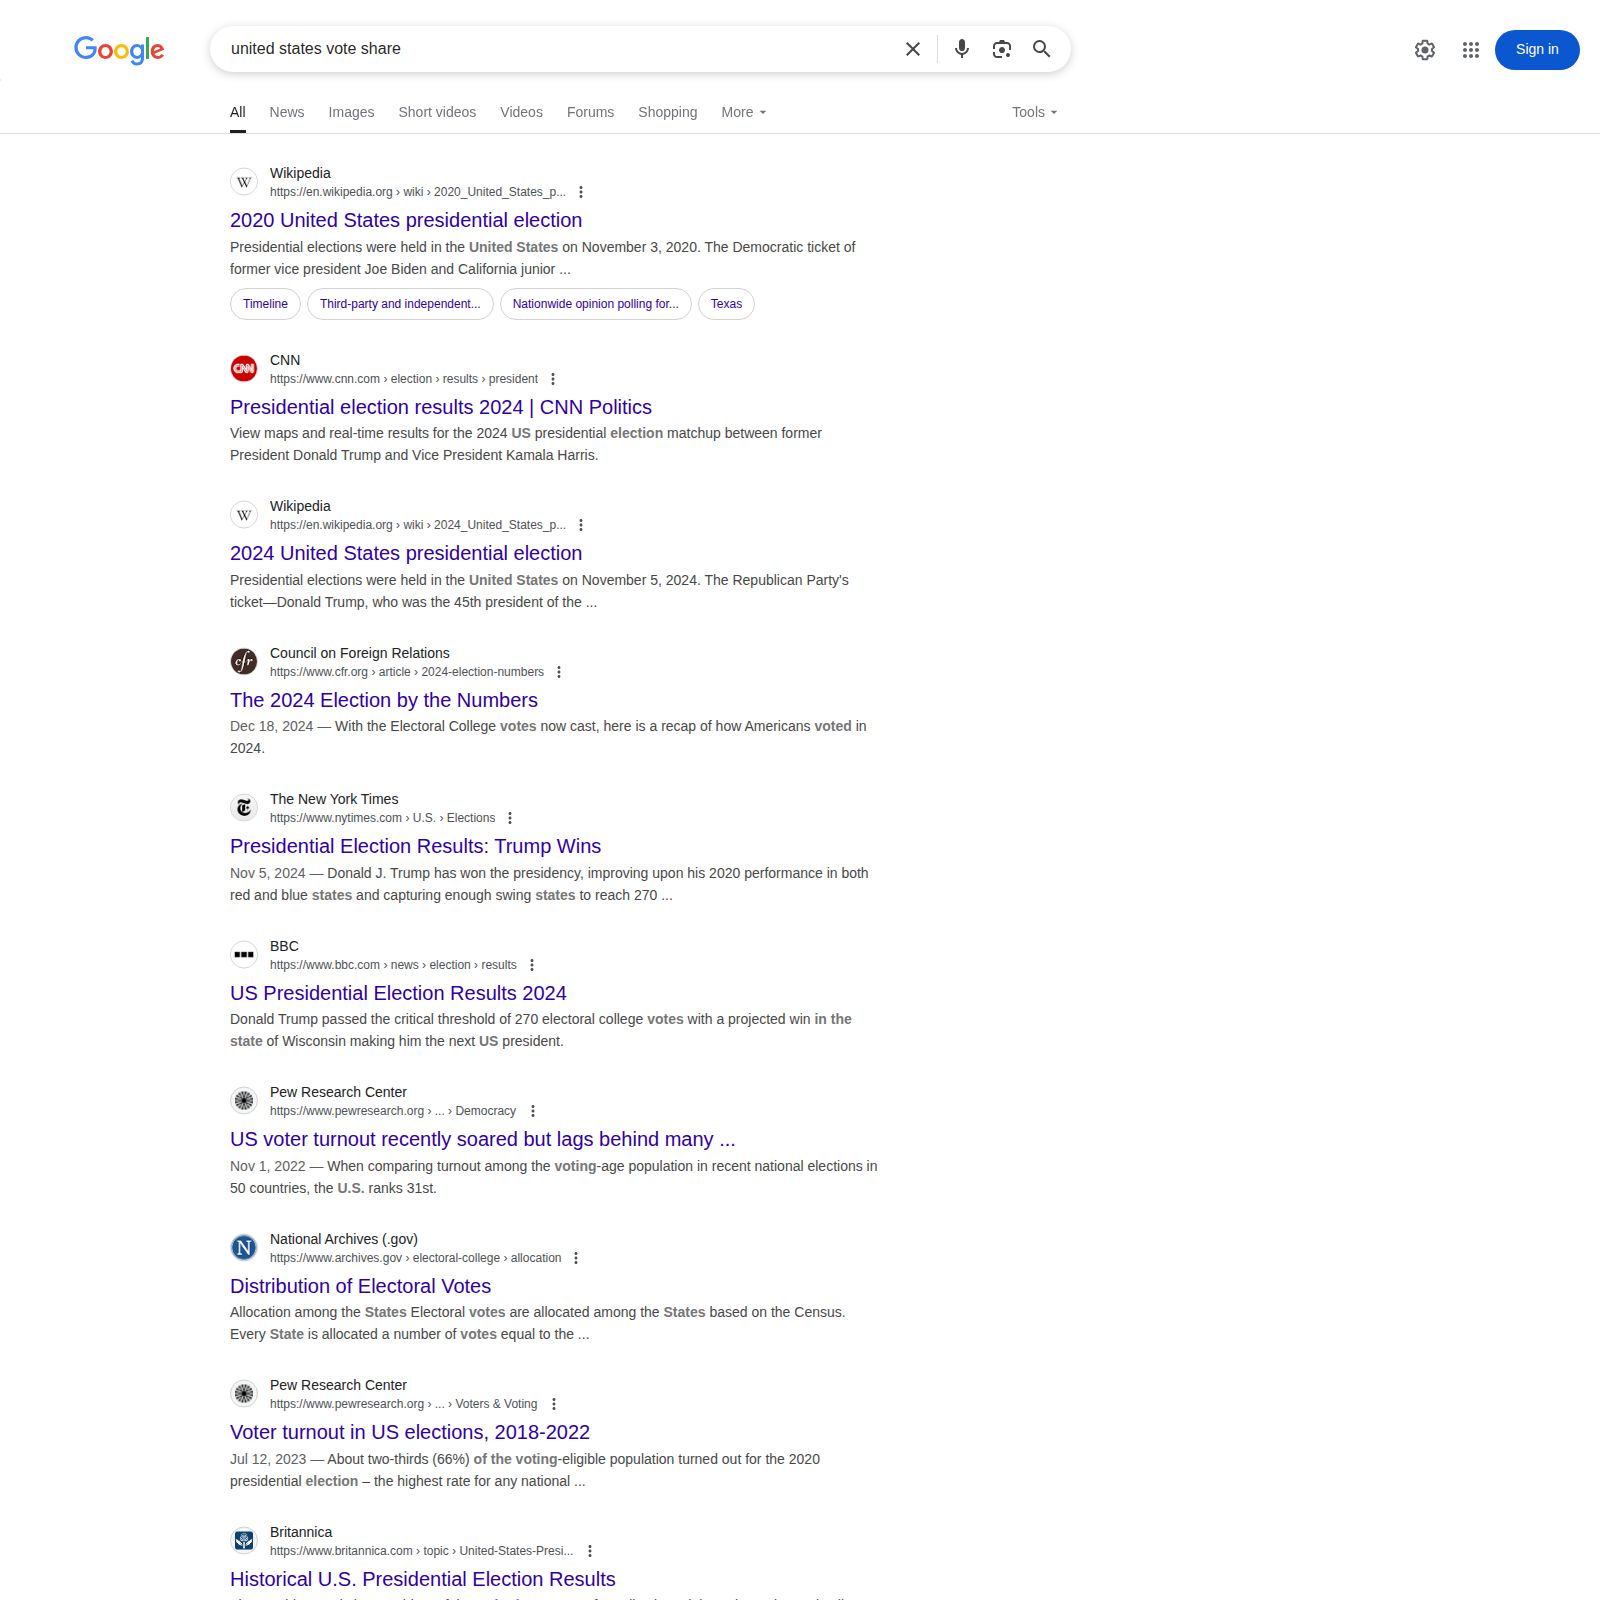 Google
united states vote share
Sign in
All News Images Short videos Videos Forums Shopping More Tools
W
Wikipedia
https://en.wikipedia.org › wiki › 2020_United_States_p...
2020 United States presidential election
Presidential elections were held in the United States on November 3, 2020. The Democratic ticket of
former vice president Joe Biden and California junior ...
Timeline Third-party and independent... Nationwide opinion polling for... Texas
CNN
CNN
https://www.cnn.com › election › results › president
Presidential election results 2024 | CNN Politics
View maps and real-time results for the 2024 US presidential election matchup between former
President Donald Trump and Vice President Kamala Harris.
W
Wikipedia
https://en.wikipedia.org › wiki › 2024_United_States_p...
2024 United States presidential election
Presidential elections were held in the United States on November 5, 2024. The Republican Party's
ticket—Donald Trump, who was the 45th president of the ...
cfr
Council on Foreign Relations
https://www.cfr.org › article › 2024-election-numbers
The 2024 Election by the Numbers
Dec 18, 2024 — With the Electoral College votes now cast, here is a recap of how Americans voted in
2024.
T
The New York Times
https://www.nytimes.com › U.S. › Elections
Presidential Election Results: Trump Wins
Nov 5, 2024 — Donald J. Trump has won the presidency, improving upon his 2020 performance in both
red and blue states and capturing enough swing states to reach 270 ...
BBC
https://www.bbc.com › news › election › results
US Presidential Election Results 2024
Donald Trump passed the critical threshold of 270 electoral college votes with a projected win in the
state of Wisconsin making him the next US president.
Pew Research Center
https://www.pewresearch.org › ... › Democracy
US voter turnout recently soared but lags behind many ...
Nov 1, 2022 — When comparing turnout among the voting-age population in recent national elections in
50 countries, the U.S. ranks 31st.
N
National Archives (.gov)
https://www.archives.gov › electoral-college › allocation
Distribution of Electoral Votes
Allocation among the States Electoral votes are allocated among the States based on the Census.
Every State is allocated a number of votes equal to the ...
Pew Research Center
https://www.pewresearch.org › ... › Voters & Voting
Voter turnout in US elections, 2018-2022
Jul 12, 2023 — About two-thirds (66%) of the voting-eligible population turned out for the 2020
presidential election – the highest rate for any national ...
Britannica
https://www.britannica.com › topic › United-States-Presi...
Historical U.S. Presidential Election Results